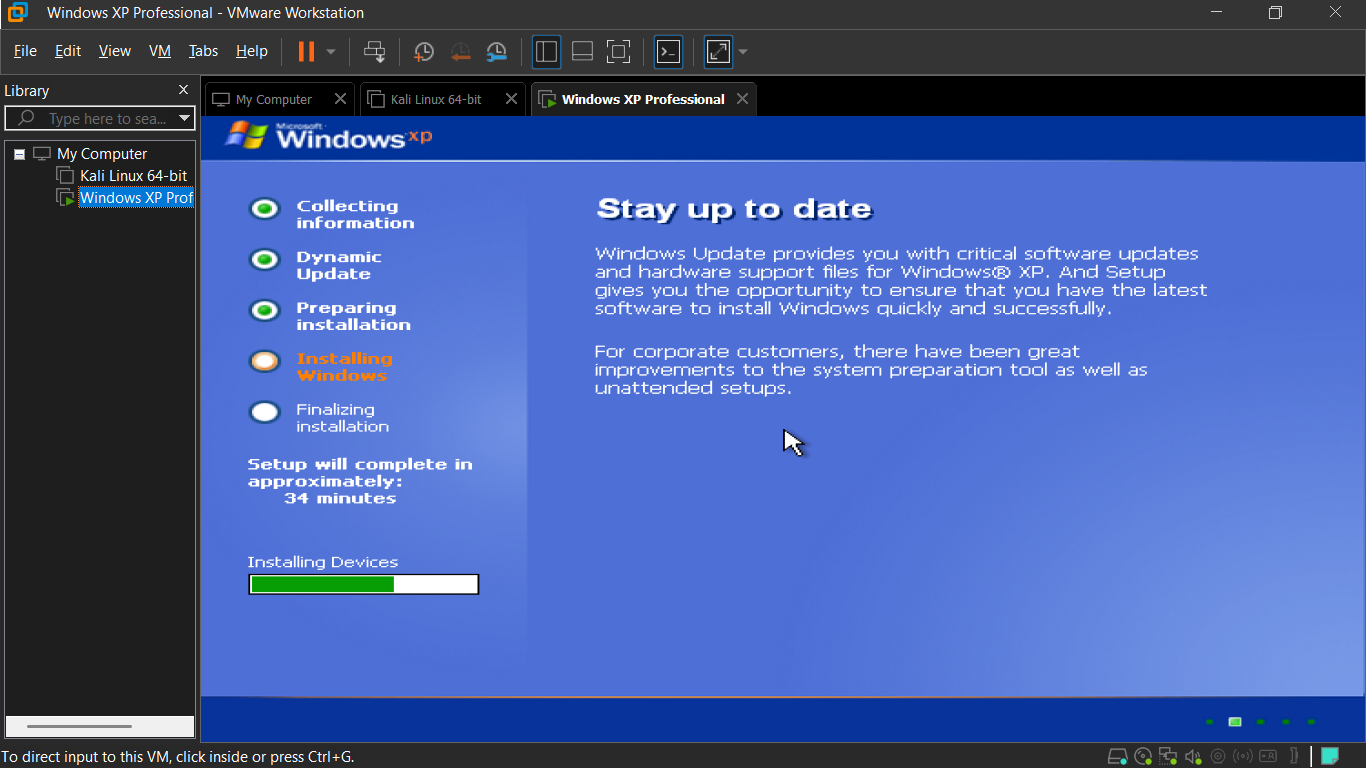 Windows XP Professional - VMware Workstation
File Edit View VM Tabs Help
Library
Type here to sea...
My Computer
Kali Linux 64-bit
Windows XP Prof
My Computer
Kali Linux 64-bit
Windows XP Professional
Microsoft
Windows xp
Collecting
information
Dynamic
Update
Preparing
installation
Installing
Windows
Finalizing
installation
Setup will complete in
approximately:
34 minutes
Installing Devices
Stay up to date
Windows Update provides you with critical software updates
and hardware support files for Windows® XP. And Setup
gives you the opportunity to ensure that you have the latest
software to install Windows quickly and successfully.
For corporate customers, there have been great
improvements to the system preparation tool as well as
unattended setups.
To direct input to this VM, click inside or press Ctrl+G.